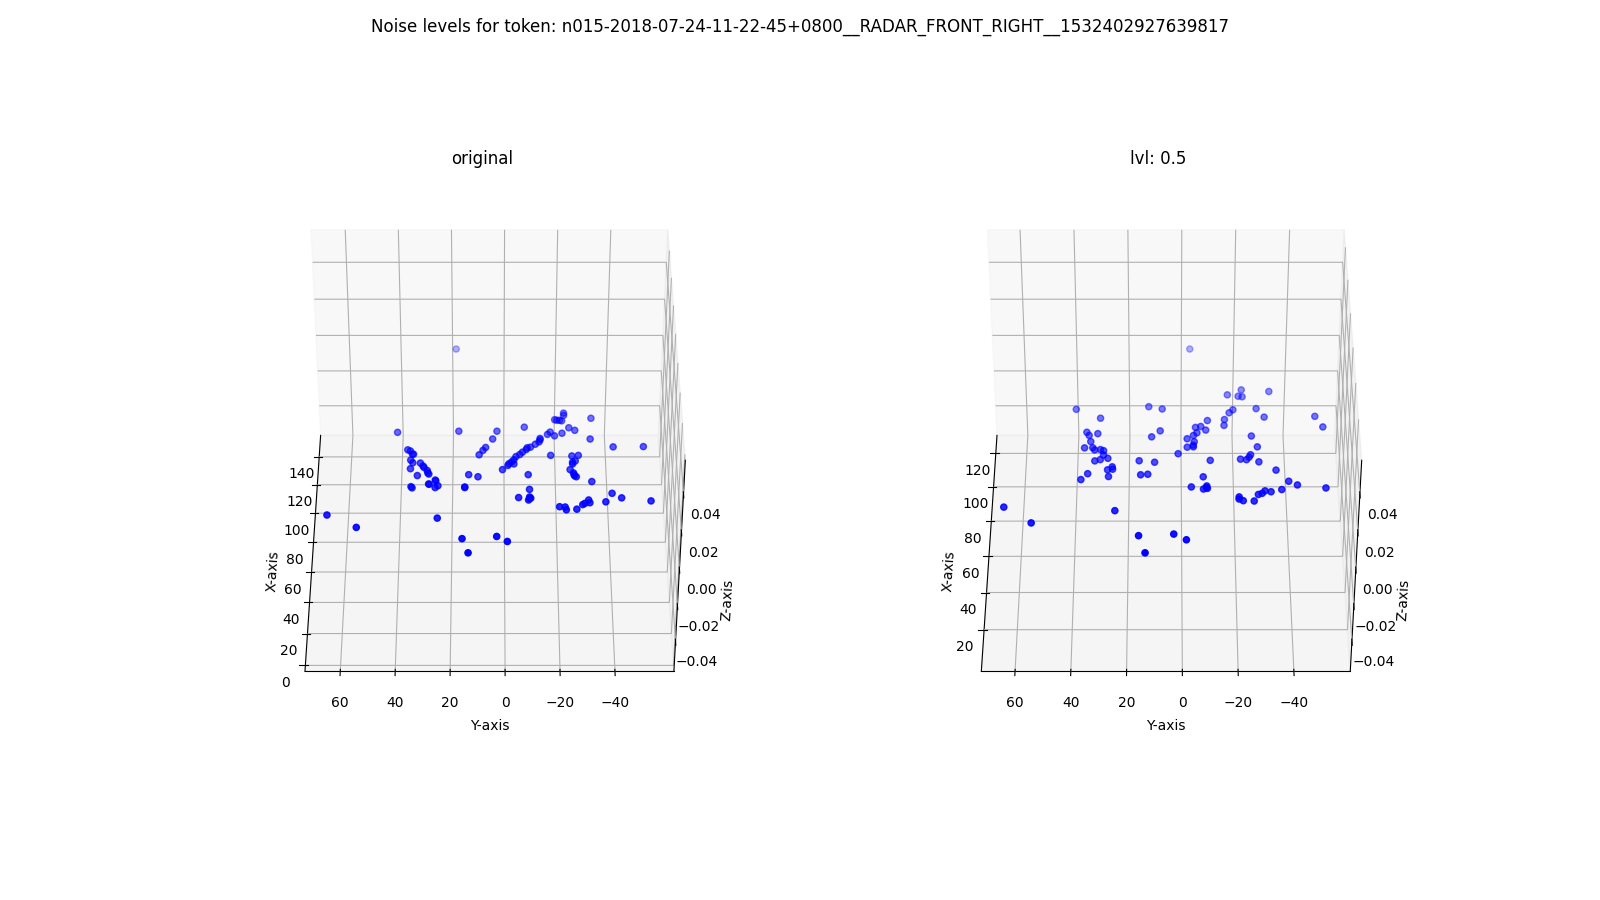 Noise levels for token: n015-2018-07-24-11-22-45+0800__RADAR_FRONT_RIGHT__1532402927639817
original
140
120
100
80
60
40
20
0
X-axis
60 40 20 0 −20 −40
Y-axis
0.04
0.02
0.00
−0.02
−0.04
Z-axis
lvl: 0.5
120
100
80
60
40
20
X-axis
60 40 20 0 −20 −40
Y-axis
0.04
0.02
0.00
−0.02
−0.04
Z-axis